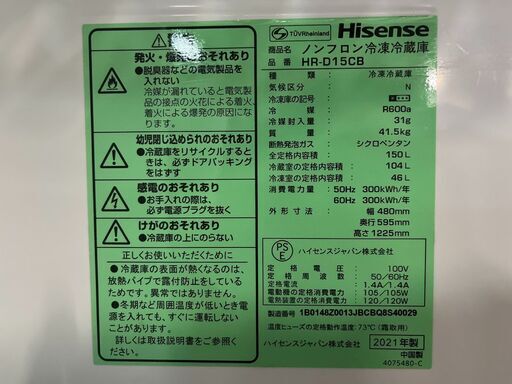 警告
発火・爆発のおそれあり
●脱臭器などの電気製品を入れない
冷媒が漏れていると電気製品の接点の火花による着火、着火による爆発の原因になります。
幼児閉じ込められのおそれあり
●冷蔵庫をリサイクルするときは、必ずドアパッキングをはずす
感電のおそれあり
●お手入れの際は、必ず電源プラグを抜く
けがのおそれあり
●冷蔵庫の上にのらない
正しくお使いいただくために
●冷蔵庫の表面が熱くなるのは、放熱パイプで露付防止をしているためです。異常ではありません。
●冬期など周囲温度が低いとき電源を入れても、すぐに運転しないことがあります。
詳しくは取扱説明書をご覧ください。
TÜVRheinland
Hisense
商品名 ノンフロン冷凍冷蔵庫
品番 HR-D15CB
種類: 冷凍冷蔵庫
気候区分: N
冷凍庫の記号:
冷媒: R600a
冷媒封入量: 31g
質量: 41.5kg
断熱発泡ガス: シクロペンタン
全定格内容積: 150L
冷蔵室の定格内容積: 104L
冷凍室の定格内容積: 46L
消費電力量: 50Hz 300kWh/年
60Hz 300kWh/年
外形寸法: 幅 480mm
奥行 595mm
高さ 1225mm
PS
E
ハイセンスジャパン株式会社
定格電圧: 100V
定格周波数: 50/60Hz
定格電流: 1.4A/1.4A
電動機の定格消費電力: 105/105W
電熱装置の定格消費電力: 120/120W
製造番号 1B0148Z0013JBCBQ8S40029
温度ヒューズの定格動作温度: 73℃(霜取用)
ハイセンスジャパン株式会社
2021年製
中国製
4075480-C